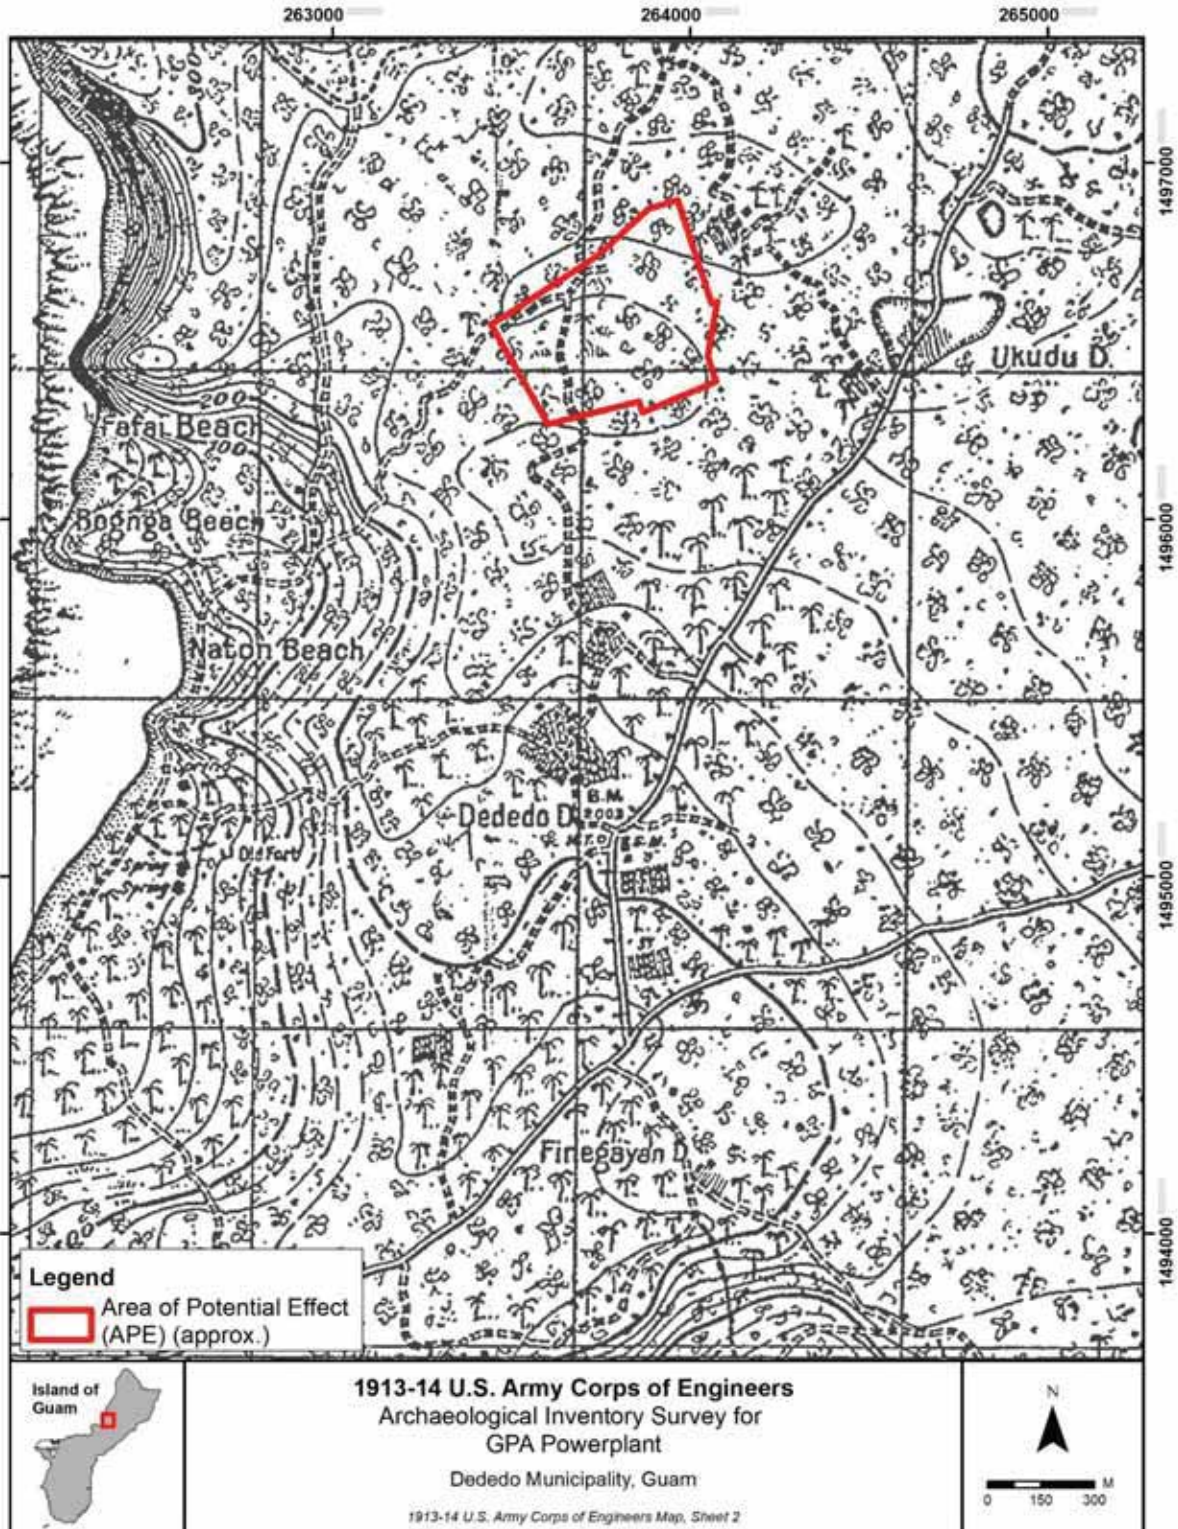 263000
264000
265000
1497000
200
Ukudu D.
Fafai Beach
200
100
Bognga Beach
1496000
Naton Beach
B.M.
2003
Dededo D.
Old Fort
Spring
Spring
1495000
Finegayan D.
1494000
Legend
Area of Potential Effect
(APE) (approx.)
Island of
Guam
1913-14 U.S. Army Corps of Engineers
Archaeological Inventory Survey for
GPA Powerplant
Dededo Municipality, Guam
1913-14 U.S. Army Corps of Engineers Map, Sheet 2
N
M
0 150 300